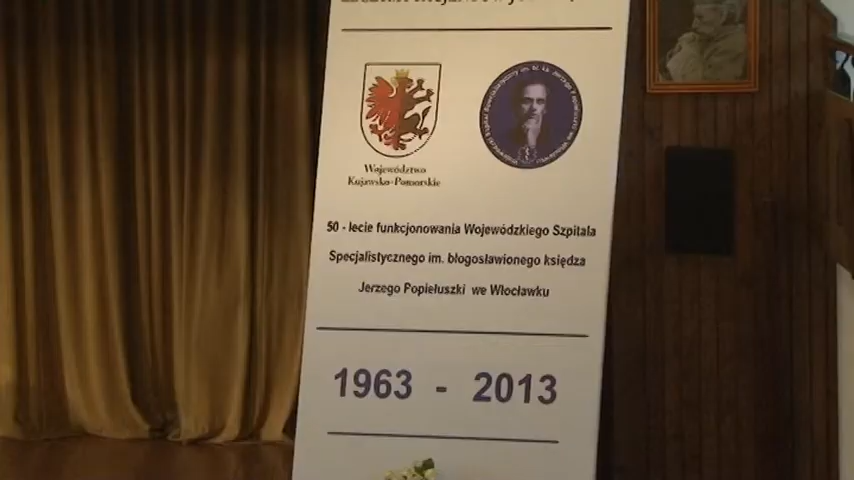 Województwo
Kujawsko-Pomorskie
50 - lecie funkcjonowania Wojewódzkiego Szpitala
Specjalistycznego im. błogosławionego księdza
Jerzego Popiełuszki we Włocławku
1963 - 2013